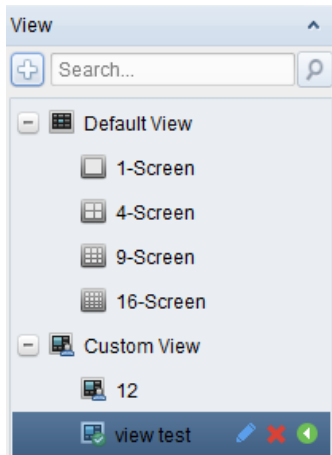 View
Search...
Default View
1-Screen
4-Screen
9-Screen
16-Screen
Custom View
12
view test